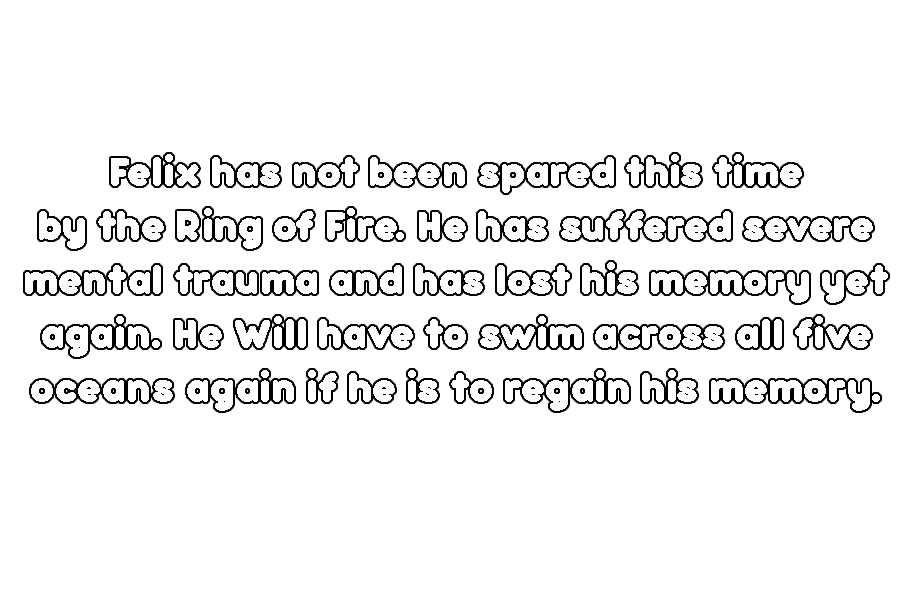 Felix has not been spared this time
by the Ring of Fire. He has suffered severe
mental trauma and has lost his memory yet
again. He Will have to swim across all five
oceans again if he is to regain his memory.